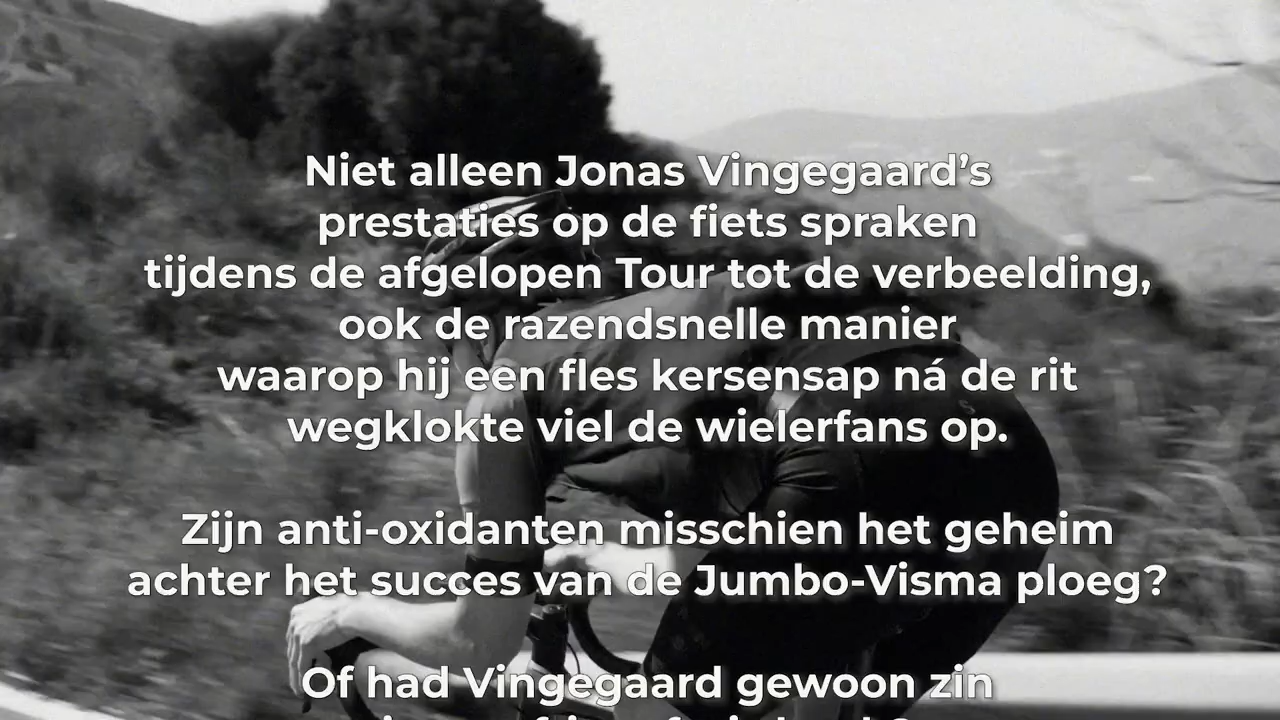 Niet alleen Jonas Vingegaard’s
prestaties op de fiets spraken
tijdens de afgelopen Tour tot de verbeelding,
ook de razendsnelle manier
waarop hij een fles kersensap ná de rit
wegklokte viel de wielerfans op.
Zijn anti-oxidanten misschien het geheim
achter het succes van de Jumbo-Visma ploeg?
Of had Vingegaard gewoon zin